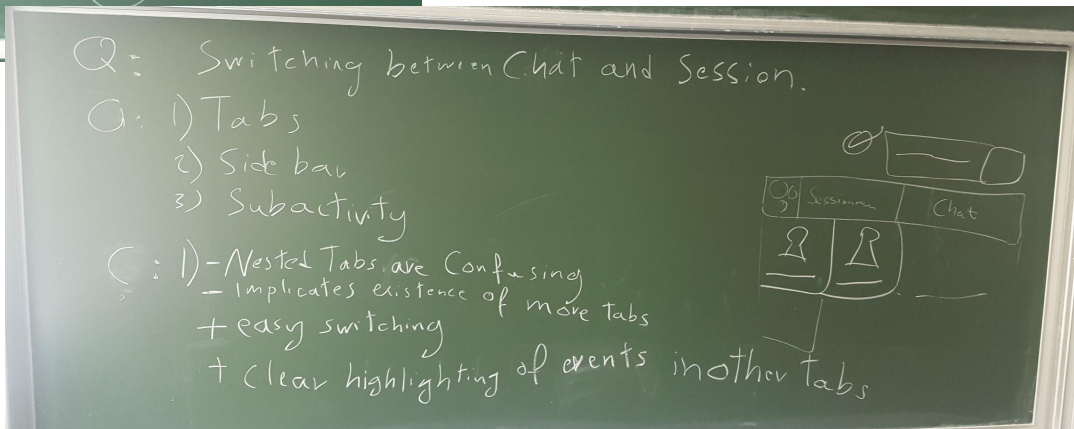 Q: Switching between Chat and Session.
O: 1) Tabs
2) Side bar
3) Subactivity
C: 1) - Nested Tabs are Confusing
- Implicates existence of more tabs
+ easy switching
+ clear highlighting of events in other tabs
Chat